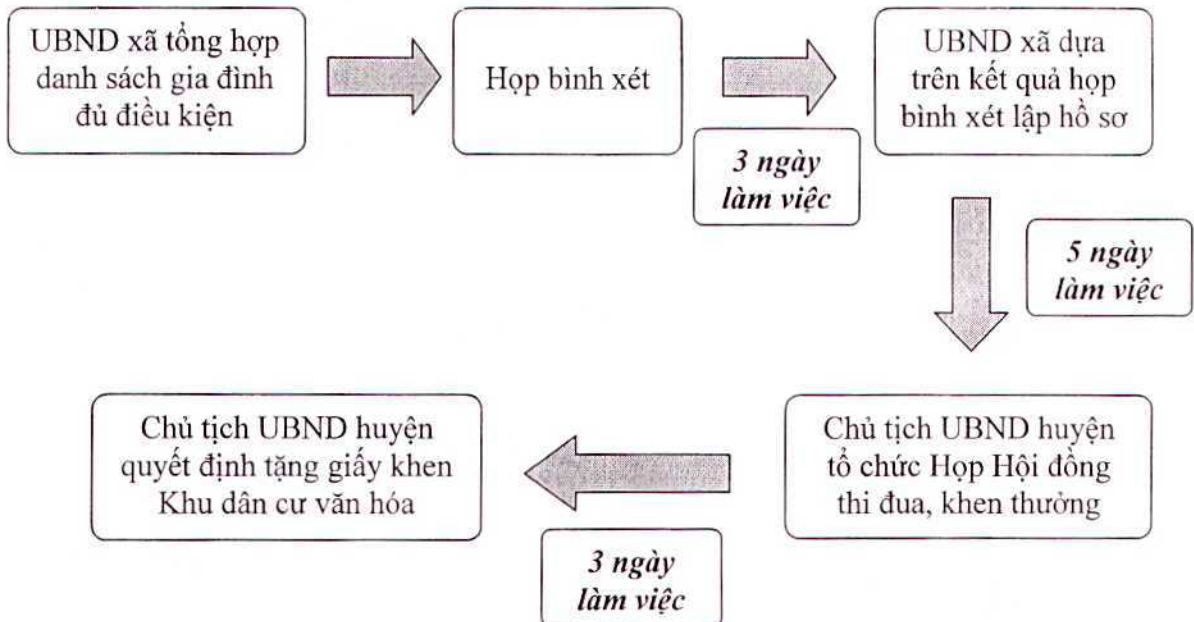 UBND xã tổng hợp
danh sách gia đình
đủ điều kiện
Họp bình xét
3 ngày
làm việc
UBND xã dựa
trên kết quả họp
bình xét lập hồ sơ
5 ngày
làm việc
Chủ tịch UBND huyện
tổ chức Họp Hội đồng
thi đua, khen thưởng
3 ngày
làm việc
Chủ tịch UBND huyện
quyết định tặng giấy khen
Khu dân cư văn hóa